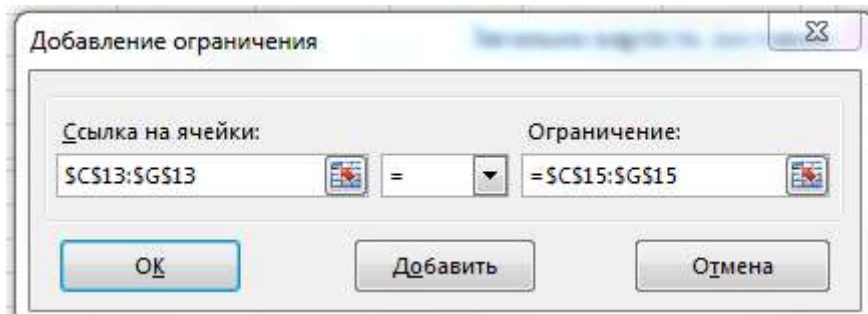 Добавление ограничения
Ссылка на ячейки: Ограничение:
$C$13:$G$13 = =$C$15:$G$15
ОК Добавить Отмена